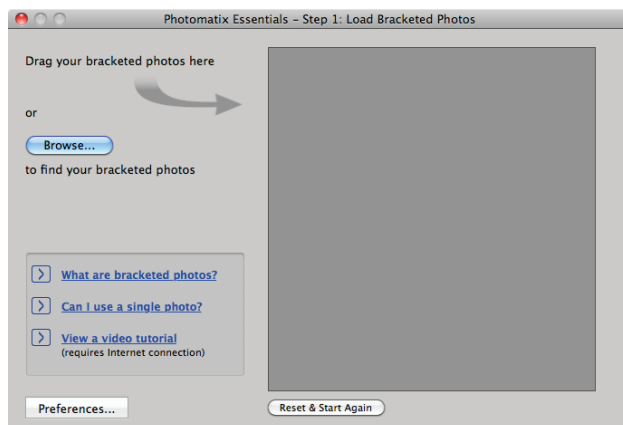 Photomatix Essentials – Step 1: Load Bracketed Photos
Drag your bracketed photos here
or
Browse...
to find your bracketed photos
What are bracketed photos?
Can I use a single photo?
View a video tutorial
(requires Internet connection)
Preferences...
Reset & Start Again